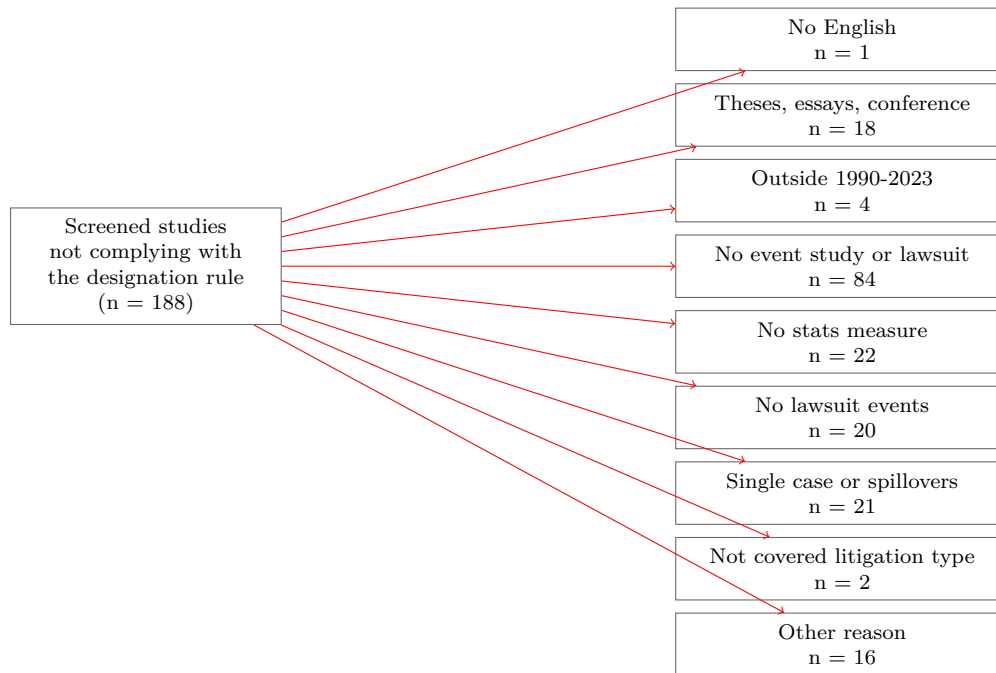 Screened studies
not complying with
the designation rule
(n = 188)
No English
n = 1
Theses, essays, conference
n = 18
Outside 1990-2023
n = 4
No event study or lawsuit
n = 84
No stats measure
n = 22
No lawsuit events
n = 20
Single case or spillovers
n = 21
Not covered litigation type
n = 2
Other reason
n = 16